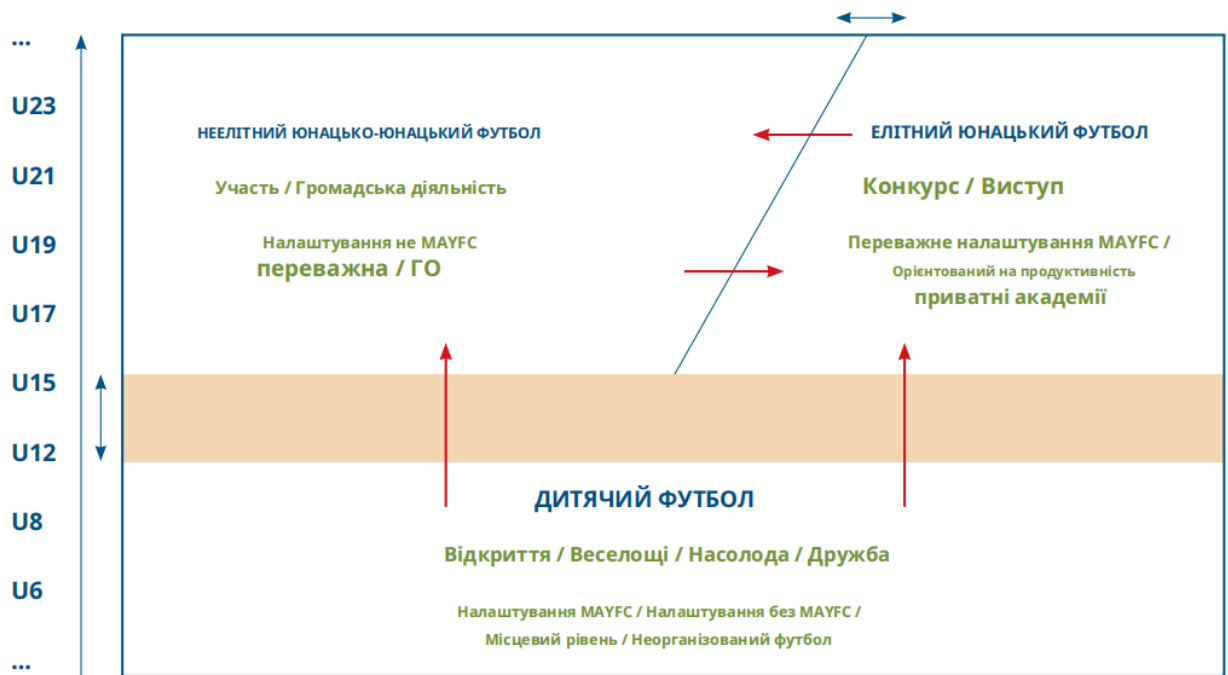 ...
U23
НЕЕЛІТНИЙ ЮНАЦЬКО-ЮНАЦЬКИЙ ФУТБОЛ
ЕЛІТНИЙ ЮНАЦЬКИЙ ФУТБОЛ
U21
Участь / Громадська діяльність
Конкурс / Виступ
U19
Налаштування не MAYFC
переважна / ГО
Переважне налаштування MAYFC /
Орієнтований на продуктивність
приватні академії
U17
U15
U12
ДИТЯЧИЙ ФУТБОЛ
U8
Відкриття / Веселощі / Насолода / Дружба
U6
Налаштування MAYFC / Налаштування без MAYFC /
Місцевий рівень / Неорганізований футбол
...